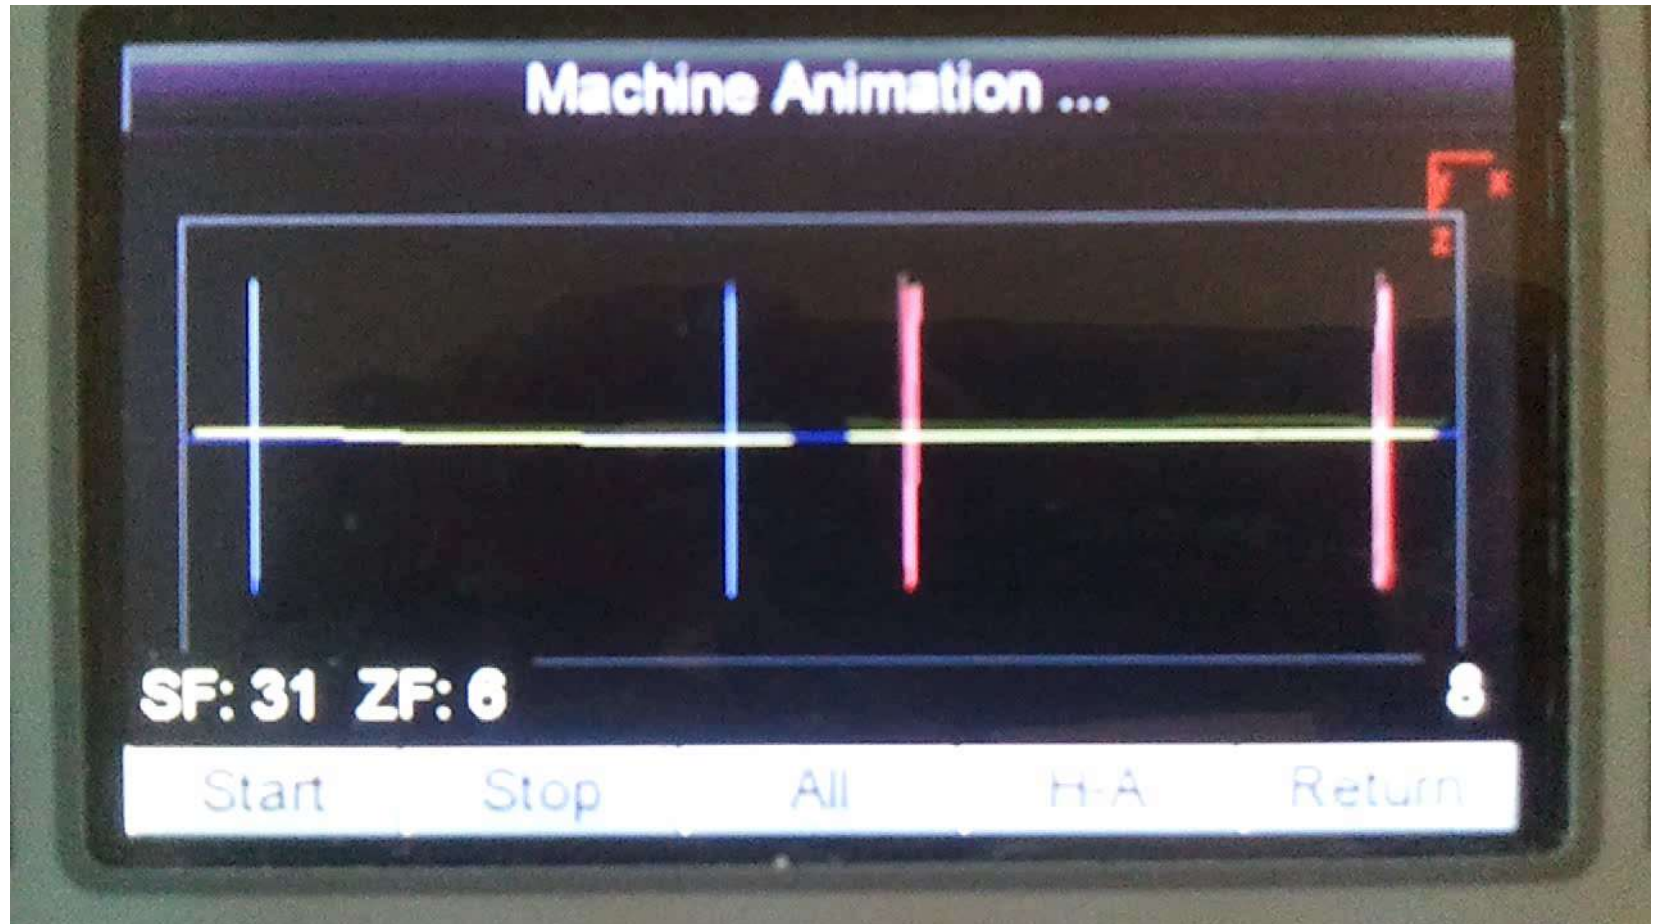 Machine Animation ...
y x
z
SF: 31 ZF: 6
8
Start Stop All H-A Return